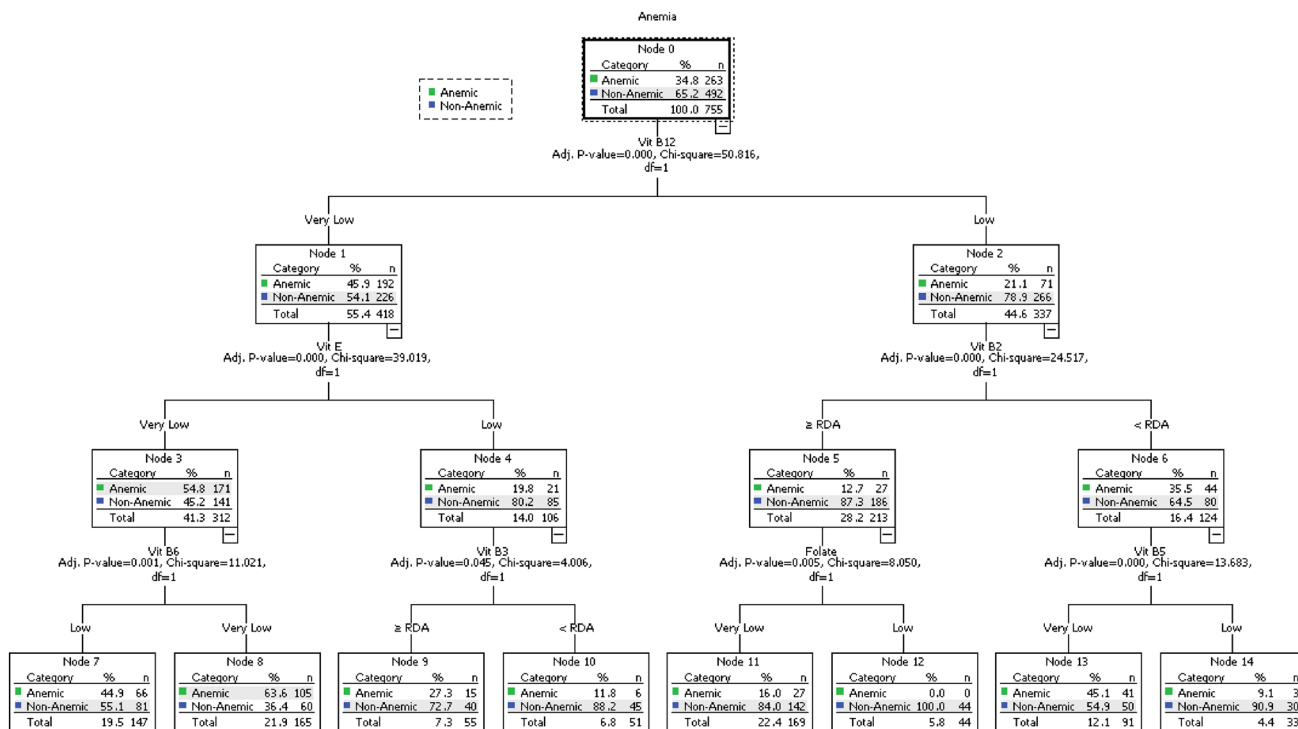 Anemia
Node 0
Category % n
Anemic 34.8 263
Non-Anemic 65.2 492
Total 100.0 755
Anemic
Non-Anemic
Vit B12
Adj. P-value=0.000, Chi-square=50.816,
df=1
Very Low
Low
Node 1
Category % n
Anemic 45.9 192
Non-Anemic 54.1 226
Total 55.4 418
Node 2
Category % n
Anemic 21.1 71
Non-Anemic 78.9 266
Total 44.6 337
Vit E
Adj. P-value=0.000, Chi-square=39.019,
df=1
Vit B2
Adj. P-value=0.000, Chi-square=24.517,
df=1
Very Low
Low
≥ RDA
< RDA
Node 3
Category % n
Anemic 54.8 171
Non-Anemic 45.2 141
Total 41.3 312
Node 4
Category % n
Anemic 19.8 21
Non-Anemic 80.2 85
Total 14.0 106
Node 5
Category % n
Anemic 12.7 27
Non-Anemic 87.3 186
Total 28.2 213
Node 6
Category % n
Anemic 35.5 44
Non-Anemic 64.5 80
Total 16.4 124
Vit B6
Adj. P-value=0.001, Chi-square=11.021,
df=1
Vit B3
Adj. P-value=0.045, Chi-square=4.006,
df=1
Folate
Adj. P-value=0.005, Chi-square=8.050,
df=1
Vit B5
Adj. P-value=0.000, Chi-square=13.683,
df=1
Low
Very Low
≥ RDA
< RDA
Very Low
Low
Very Low
Low
Node 7
Category % n
Anemic 44.9 66
Non-Anemic 55.1 81
Total 19.5 147
Node 8
Category % n
Anemic 63.6 105
Non-Anemic 36.4 60
Total 21.9 165
Node 9
Category % n
Anemic 27.3 15
Non-Anemic 72.7 40
Total 7.3 55
Node 10
Category % n
Anemic 11.8 6
Non-Anemic 88.2 45
Total 6.8 51
Node 11
Category % n
Anemic 16.0 27
Non-Anemic 84.0 142
Total 22.4 169
Node 12
Category % n
Anemic 0.0 0
Non-Anemic 100.0 44
Total 5.8 44
Node 13
Category % n
Anemic 45.1 41
Non-Anemic 54.9 50
Total 12.1 91
Node 14
Category % n
Anemic 9.1 3
Non-Anemic 90.9 30
Total 4.4 33